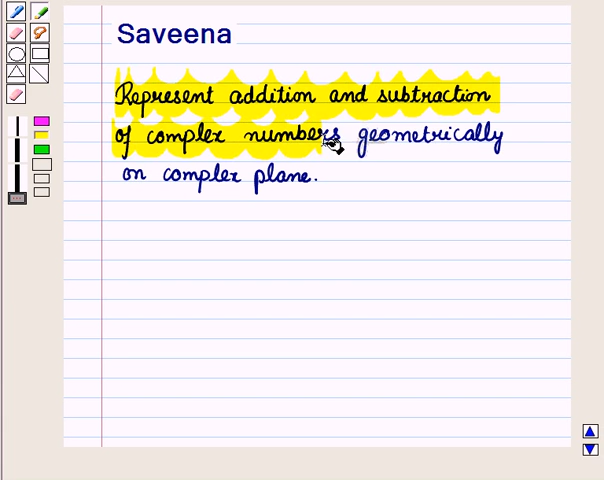 Saveena
Represent addition and subtraction
of complex numbers geometrically
on complex plane.